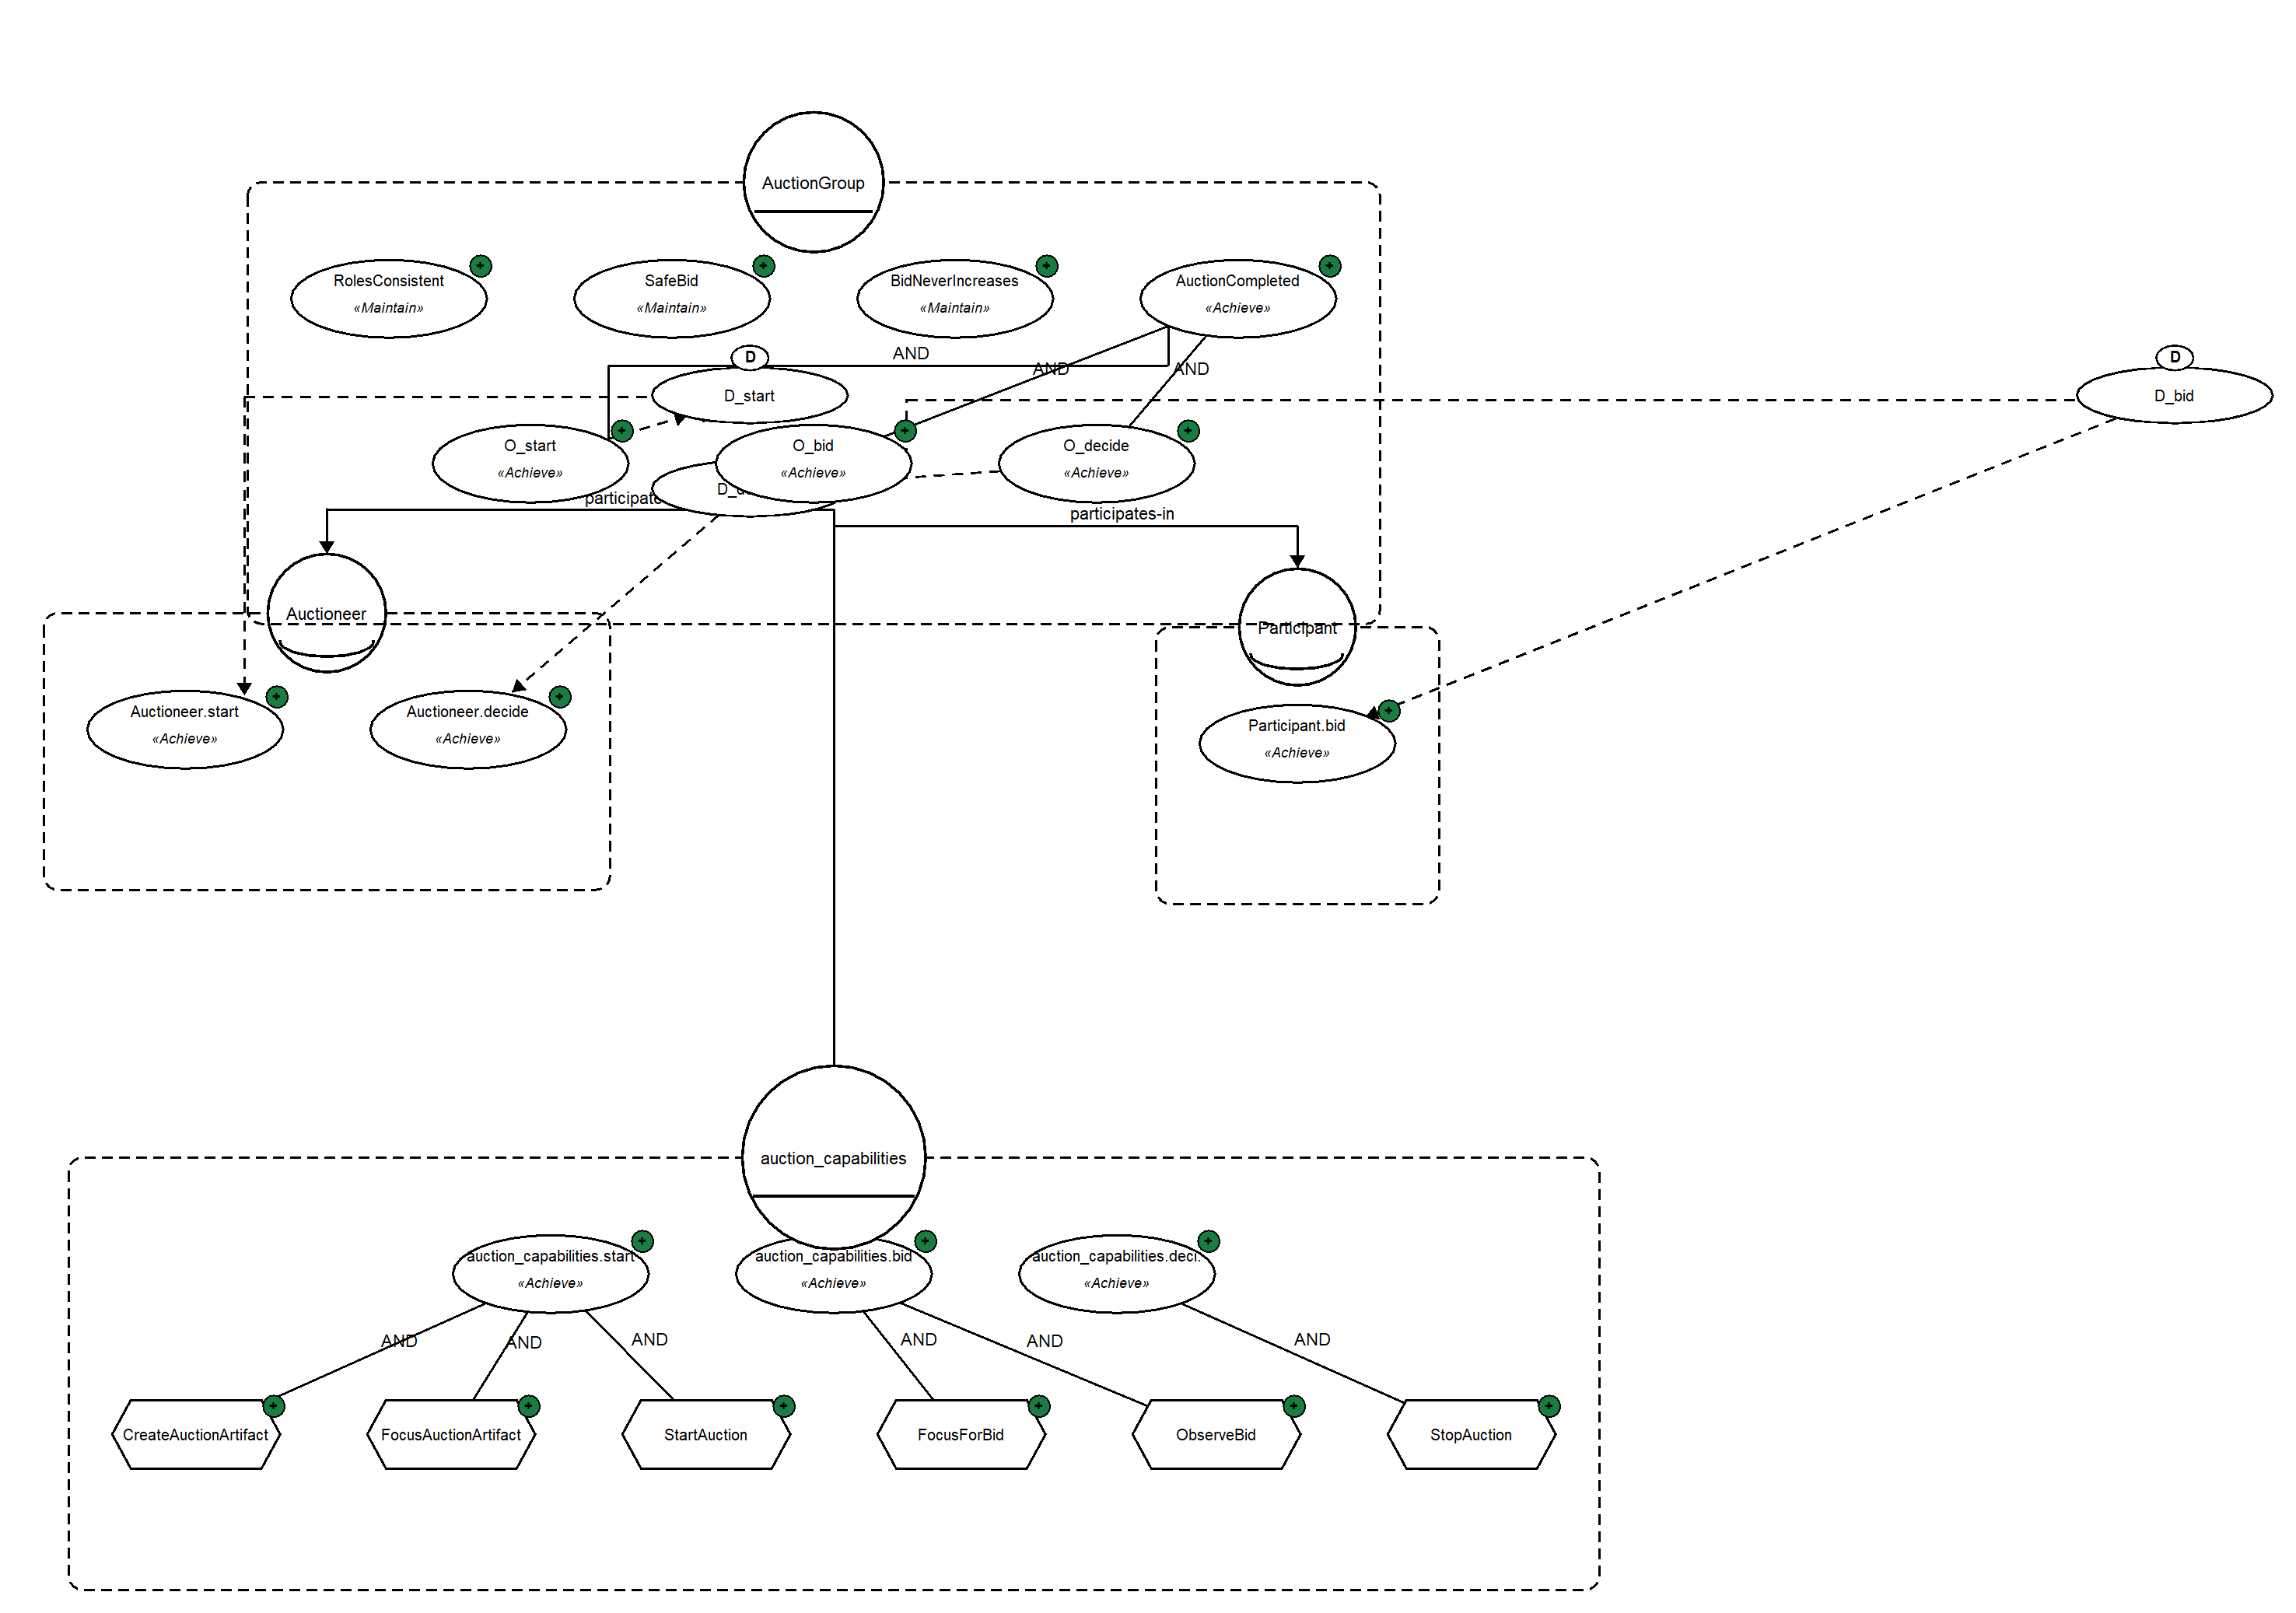 AuctionGroup
RolesConsistent
«Maintain»
SafeBid
«Maintain»
BidNeverIncreases
«Maintain»
AuctionCompleted
«Achieve»
AND
AND
AND
D
D_start
D
D_bid
O_start
«Achieve»
O_bid
«Achieve»
O_decide
«Achieve»
participates-in
Auctioneer
Participant
Auctioneer.start
«Achieve»
Auctioneer.decide
«Achieve»
Participant.bid
«Achieve»
auction_capabilities
auction_capabilities.start
«Achieve»
auction_capabilities.bid
«Achieve»
auction_capabilities.deci.
«Achieve»
AND
AND
AND
AND
AND
AND
CreateAuctionArtifact
FocusAuctionArtifact
StartAuction
FocusForBid
ObserveBid
StopAuction